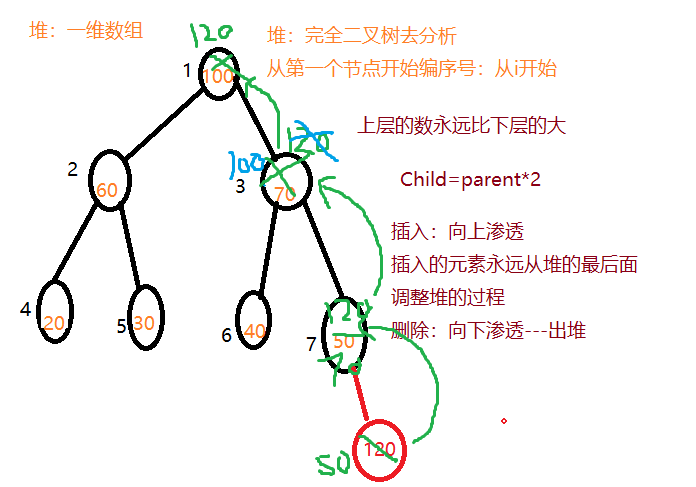 堆：一维数组
堆：完全二叉树去分析
从第一个节点开始编序号：从i开始
120
1
100
上层的数永远比下层的大
Child=parent*2
2
60
100
120
3
70
插入：向上渗透
插入的元素永远从堆的最后面
调整堆的过程
删除：向下渗透---出堆
4
20
5
30
6
40
7
120
50
70
120
50